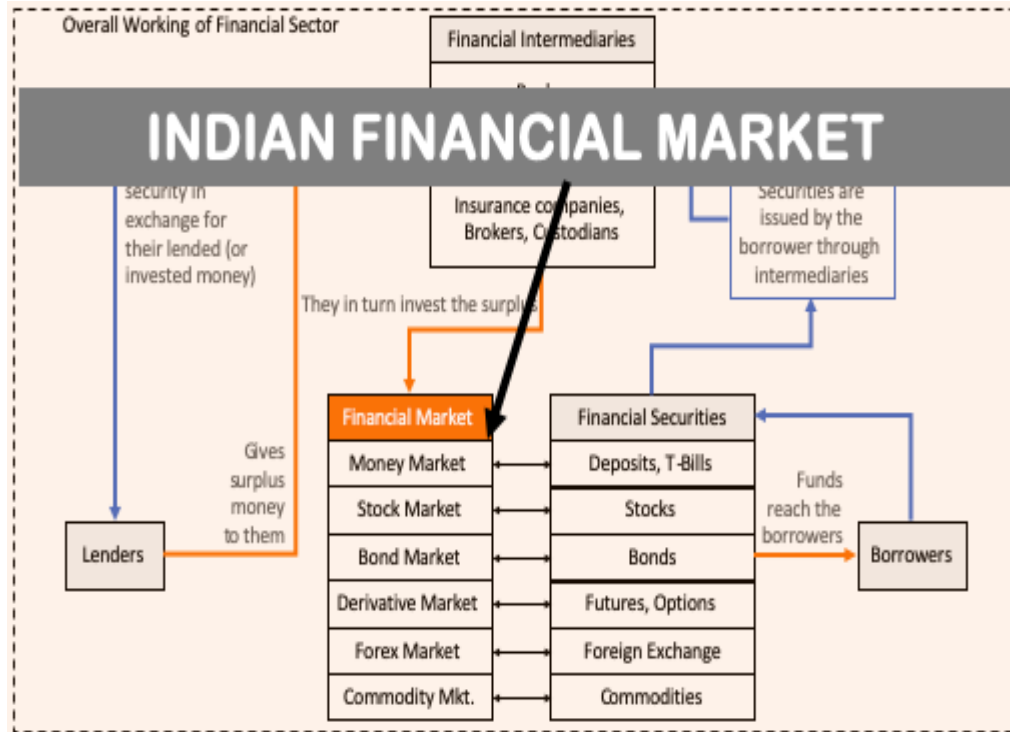 Overall Working of Financial Sector
Financial Intermediaries
INDIAN FINANCIAL MARKET
security in
exchange for
their lended (or
invested money)
Insurance companies,
Brokers, Custodians
Securities are
issued by the
borrower through
intermediaries
They in turn invest the surplus
Financial Market
Financial Securities
Money Market
Deposits, T-Bills
Stock Market
Stocks
Bond Market
Bonds
Derivative Market
Futures, Options
Forex Market
Foreign Exchange
Commodity Mkt.
Commodities
Gives
surplus
money
to them
Lenders
Funds
reach the
borrowers
Borrowers